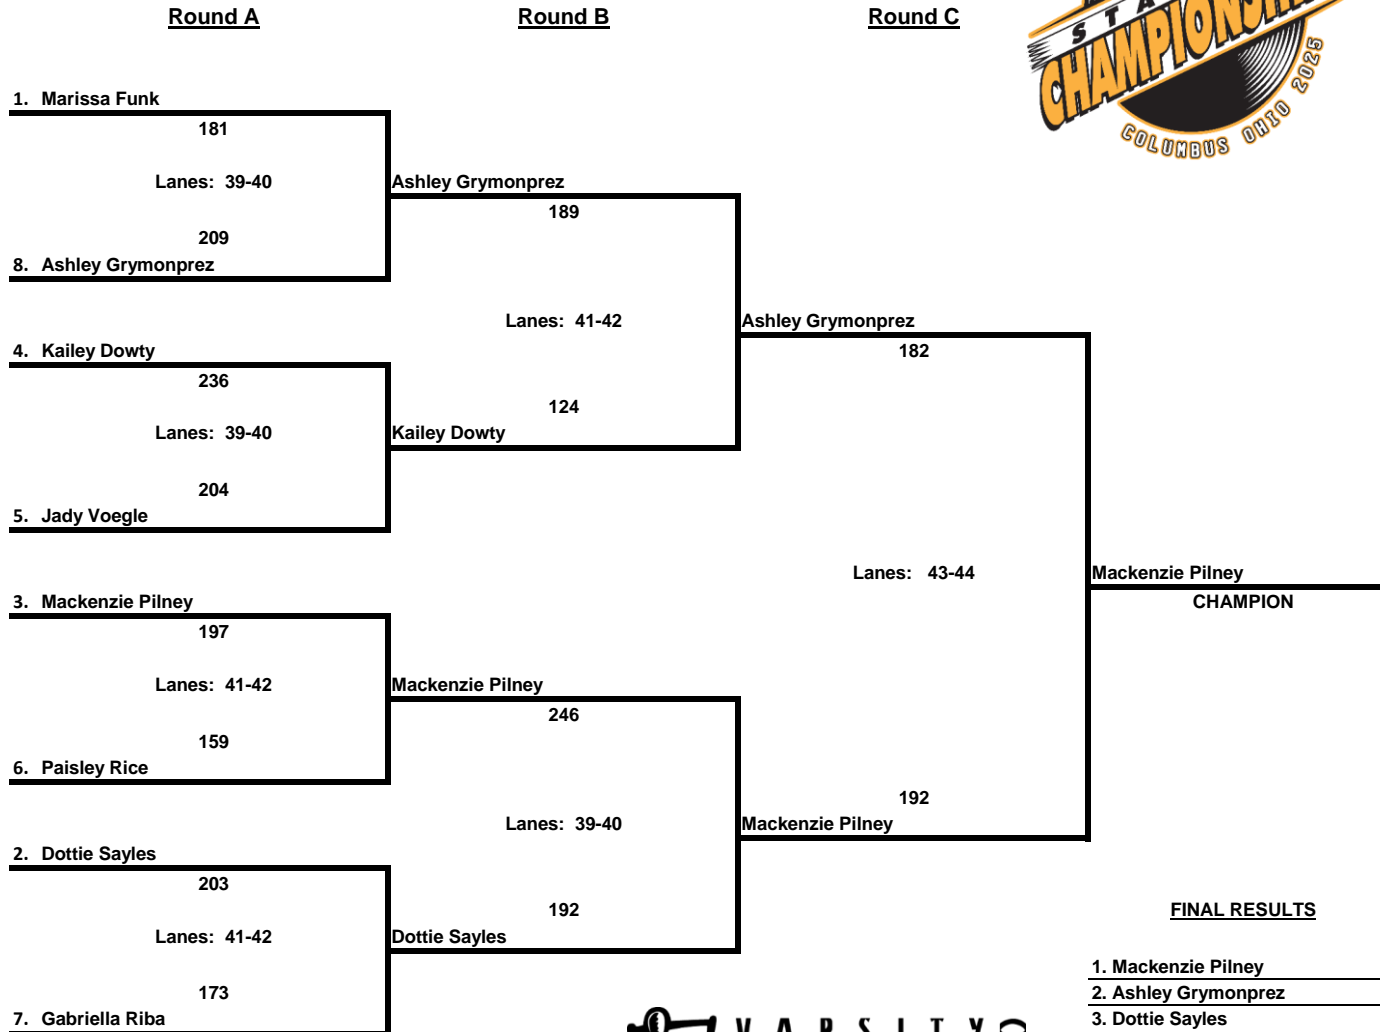 Round A Round B Round C
STA
CHAMPIONSHIP
COLUMBUS OHIO 2025
1. Marissa Funk
181
Lanes: 39-40 Ashley Grymonprez
189
209
8. Ashley Grymonprez
Lanes: 41-42 Ashley Grymonprez
4. Kailey Dowty 182
236
124
Lanes: 39-40 Kailey Dowty
204
5. Jady Voegle
Lanes: 43-44 Mackenzie Pilney
3. Mackenzie Pilney CHAMPION
197
Lanes: 41-42 Mackenzie Pilney
246
159
6. Paisley Rice
192
Lanes: 39-40 Mackenzie Pilney
2. Dottie Sayles
203
192 FINAL RESULTS
Lanes: 41-42 Dottie Sayles
1. Mackenzie Pilney
173 2. Ashley Grymonprez
7. Gabriella Riba 3. Dottie Sayles
VARSITY